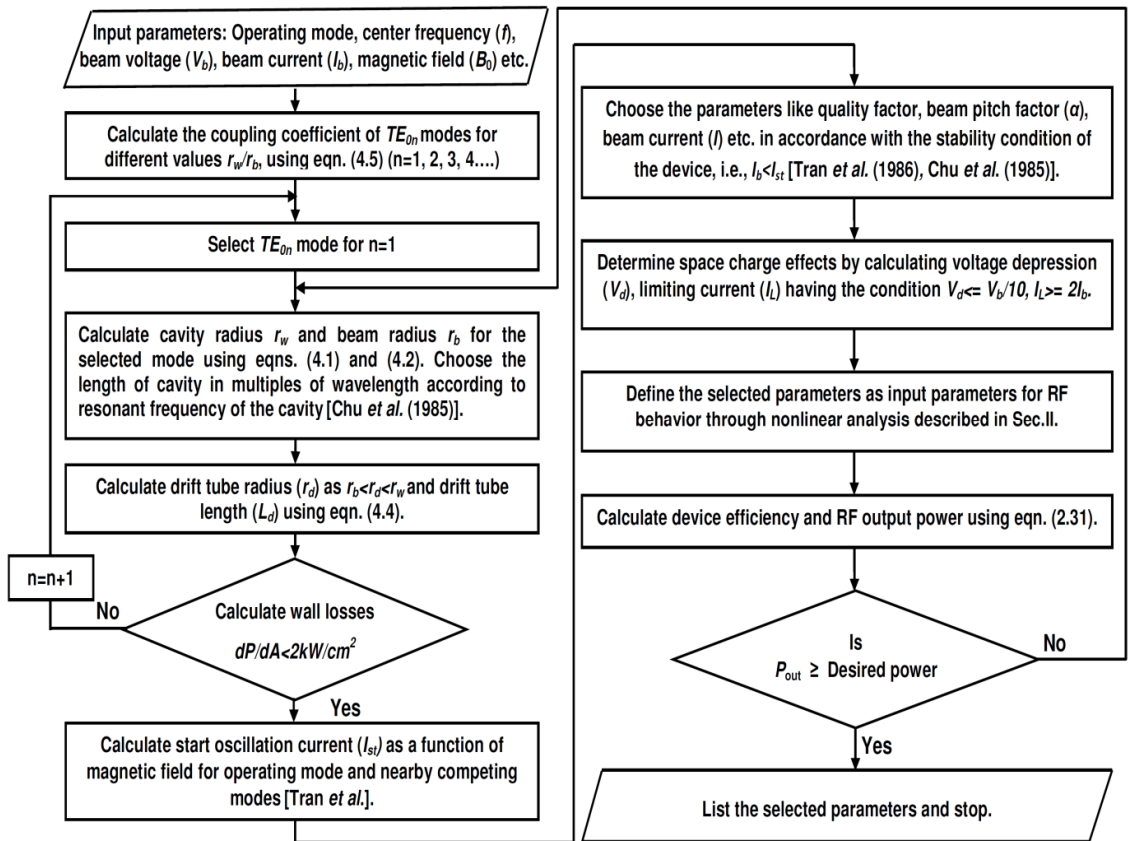 Input parameters: Operating mode, center frequency (f),
beam voltage (Vb), beam current (Ib), magnetic field (B0) etc.
Calculate the coupling coefficient of TE0n modes for
different values rw/rb, using eqn. (4.5) (n=1, 2, 3, 4....)
Select TE0n mode for n=1
Calculate cavity radius rw and beam radius rb for the
selected mode using eqns. (4.1) and (4.2). Choose the
length of cavity in multiples of wavelength according to
resonant frequency of the cavity [Chu et al. (1985)].
Calculate drift tube radius (rd) as rb<rd<rw and drift tube
length (Ld) using eqn. (4.4).
n=n+1
No
Calculate wall losses
dP/dA<2kW/cm2
Yes
Calculate start oscillation current (Ist) as a function of
magnetic field for operating mode and nearby competing
modes [Tran et al.].
Choose the parameters like quality factor, beam pitch factor (α),
beam current (I) etc. in accordance with the stability condition of
the device, i.e., Ib<Ist [Tran et al. (1986), Chu et al. (1985)].
Determine space charge effects by calculating voltage depression
(Vd), limiting current (IL) having the condition Vd<= Vb/10, IL>= 2Ib.
Define the selected parameters as input parameters for RF
behavior through nonlinear analysis described in Sec.II.
Calculate device efficiency and RF output power using eqn. (2.31).
Is
Pout ≥ Desired power
No
Yes
List the selected parameters and stop.